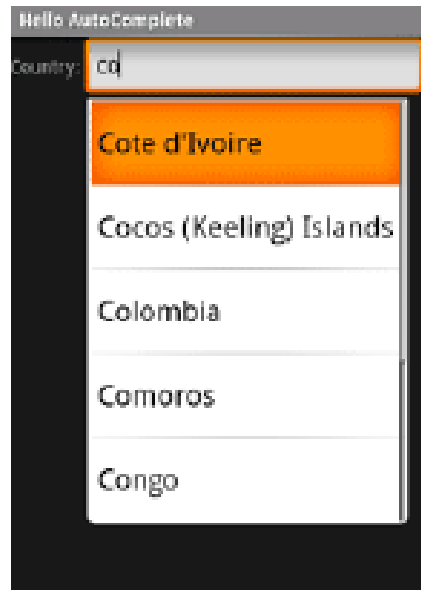 Hello AutoComplete
Country: co
Cote d'Ivoire
Cocos (Keeling) Islands
Colombia
Comoros
Congo